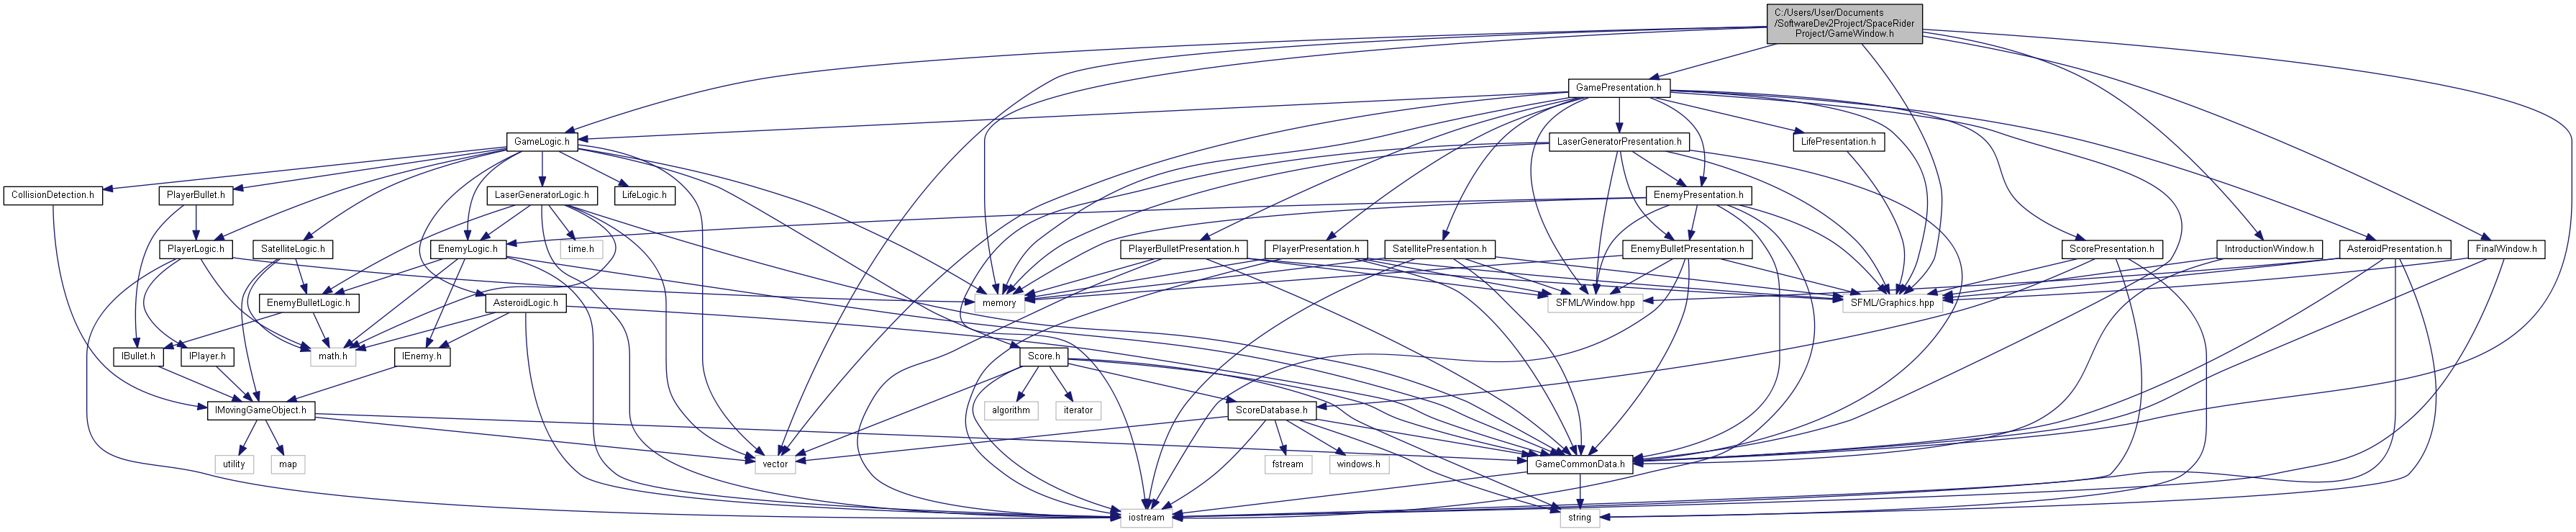 C:/Users/User/Documents
/SoftwareDev2Project/SpaceRider
Project/GameWindow.h
GamePresentation.h
GameLogic.h
LaserGeneratorPresentation.h
LifePresentation.h
CollisionDetection.h
PlayerBullet.h
LaserGeneratorLogic.h
LifeLogic.h
EnemyPresentation.h
PlayerLogic.h
SatelliteLogic.h
EnemyLogic.h
time.h
PlayerBulletPresentation.h
PlayerPresentation.h
SatellitePresentation.h
EnemyBulletPresentation.h
ScorePresentation.h
IntroductionWindow.h
AsteroidPresentation.h
FinalWindow.h
EnemyBulletLogic.h
AsteroidLogic.h
memory
SFML/Window.hpp
SFML/Graphics.hpp
IBullet.h
IPlayer.h
math.h
IEnemy.h
Score.h
IMovingGameObject.h
algorithm
iterator
ScoreDatabase.h
utility
map
vector
fstream
windows.h
GameCommonData.h
iostream
string